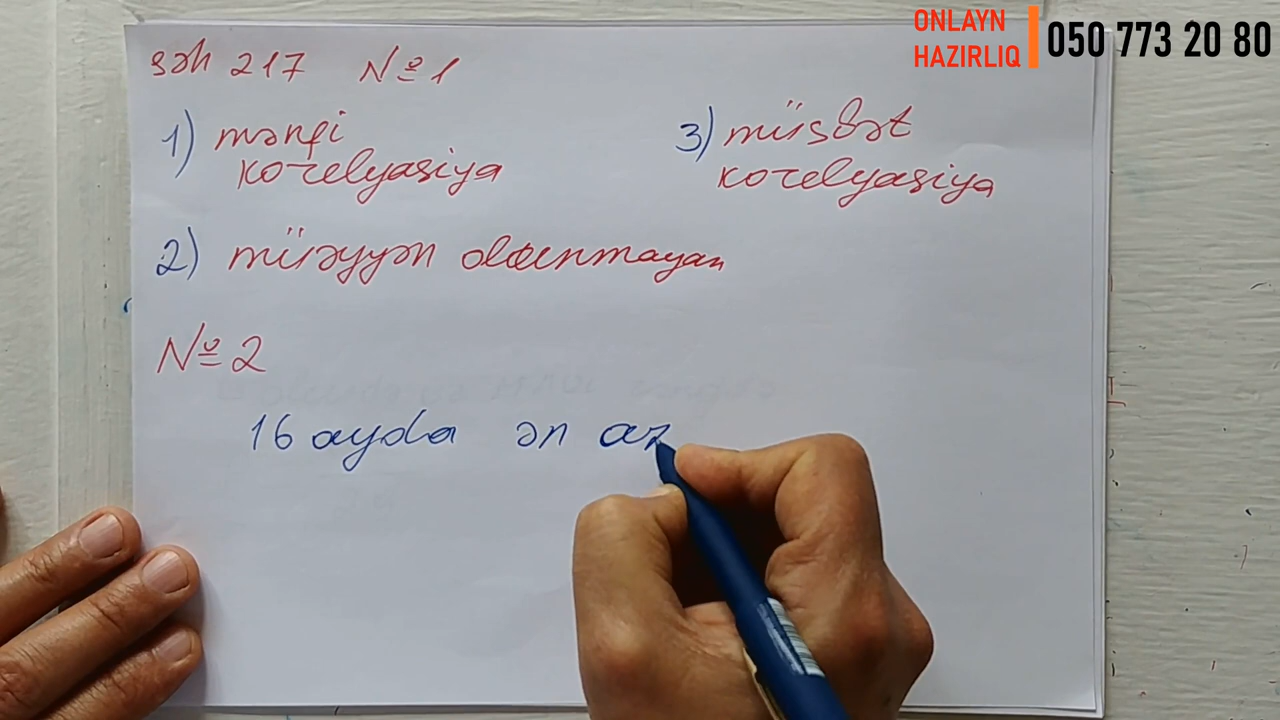 ONLAYN
HAZIRLIQ
050 773 20 80
səh 217 № 1
1) mənfi
korelyasiya
3) müsbət
korelyasiya
2) müəyyən olunmayan
№ 2
16 ayda ən az